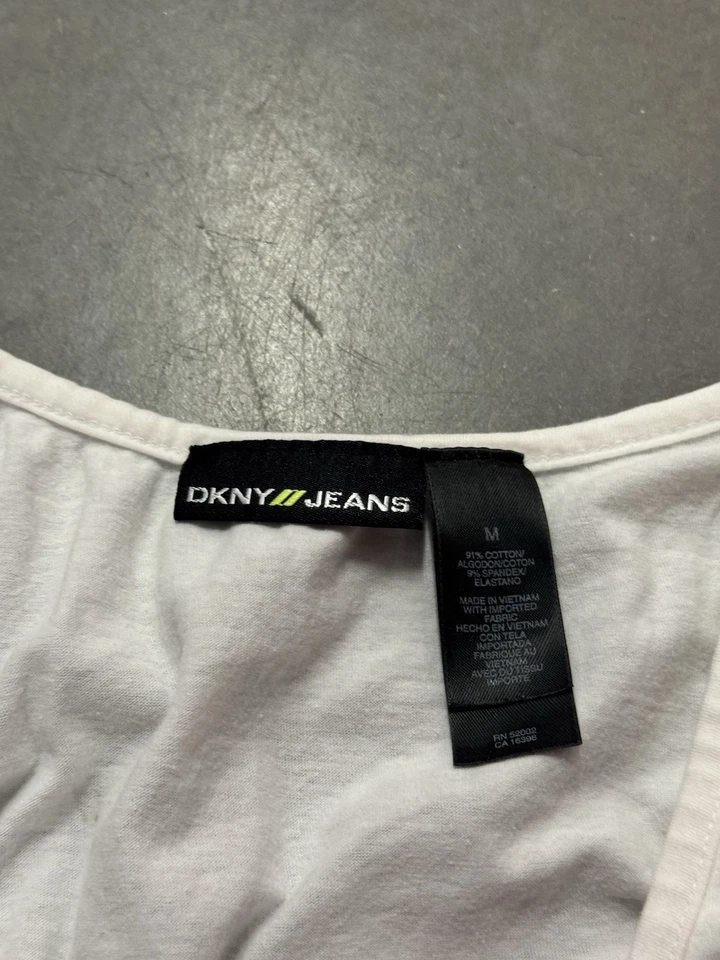 DKNY//JEANS
M
91% COTTON/
ALGODON/COTON
9% SPANDEX/
ELASTANO
MADE IN VIETNAM
WITH IMPORTED
FABRIC
HECHO EN VIETNAM
CON TELA
IMPORTADA
FABRIQUE AU
VIETNAM
AVEC DU TISSU
IMPORTE
RN 52002
CA 16396